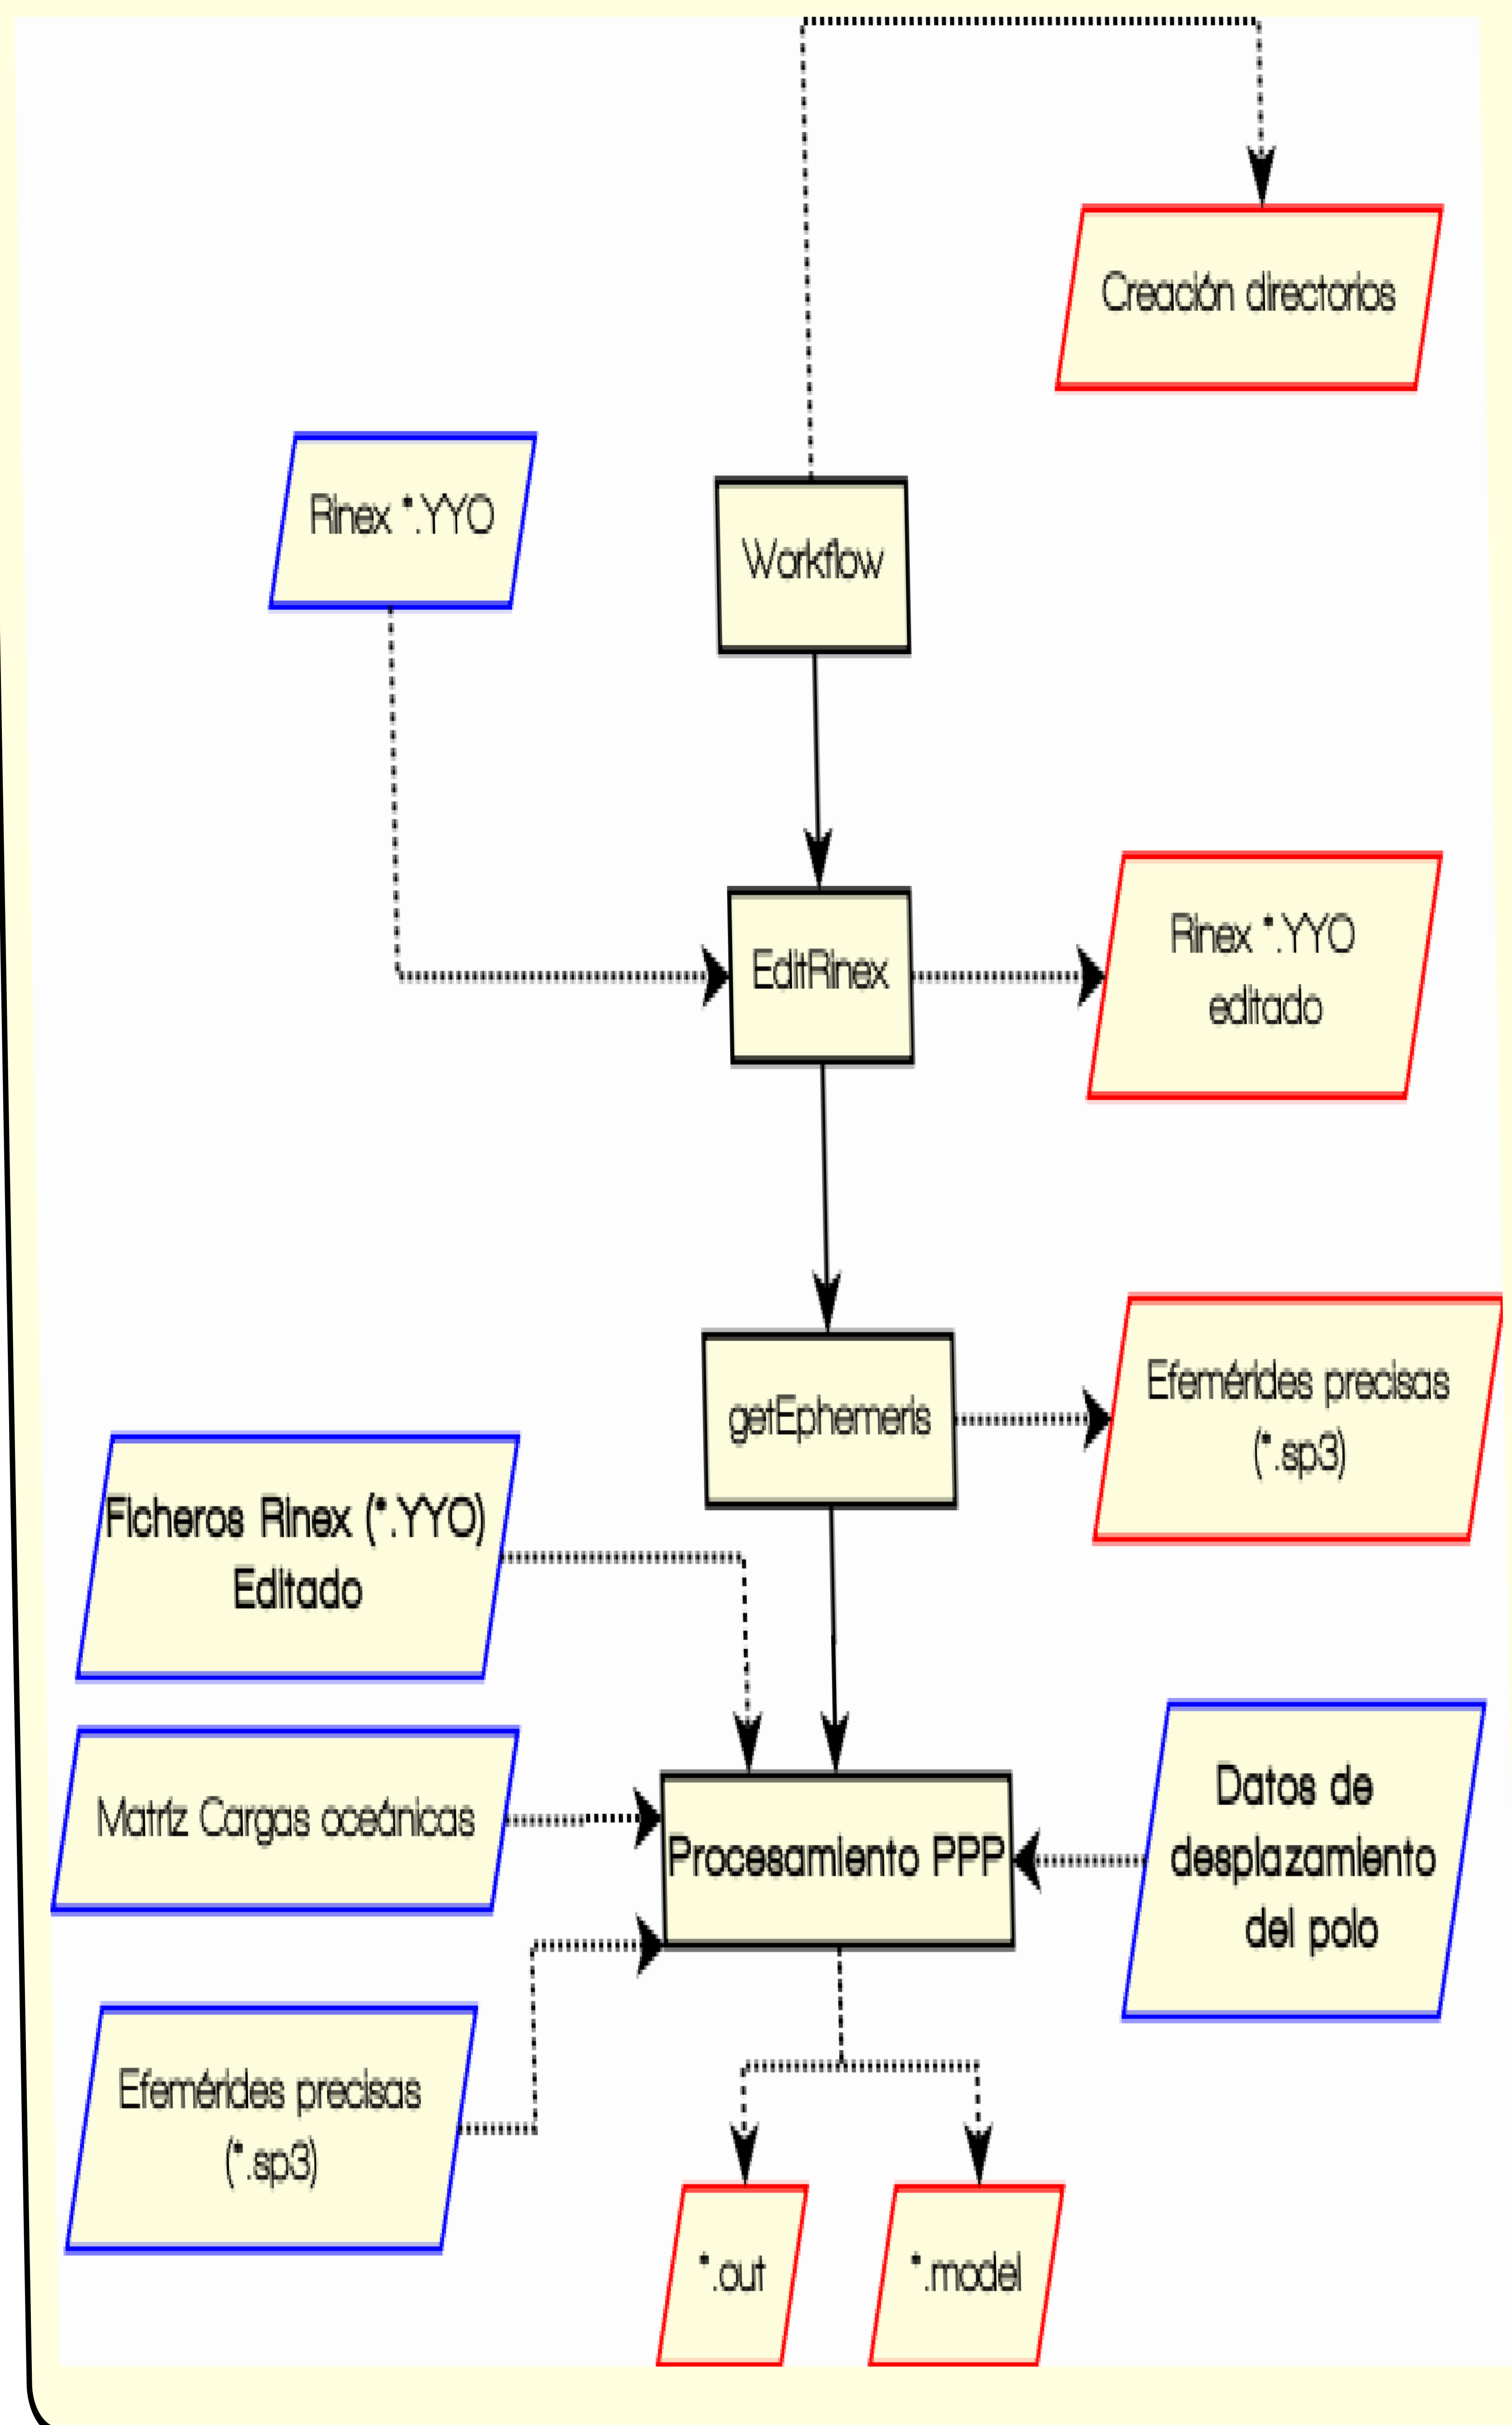 Creación directorios
Rinex *.YYO
Workflow
EditRinex
Rinex *.YYO
editado
getEphemeris
Efemérides precisas
(*.sp3)
Ficheros Rinex (*.YYO)
Editado
Matríz Cargas oceánicas
Procesamiento PPP
Datos de
desplazamiento
del polo
Efemérides precisas
(*.sp3)
*.out
*.model